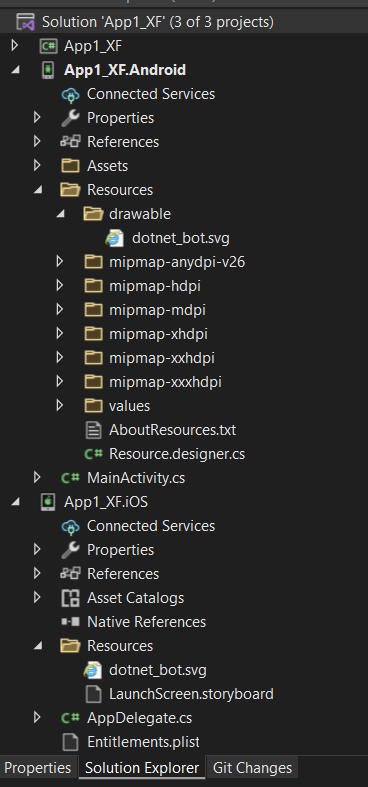 Solution 'App1_XF' (3 of 3 projects)
App1_XF
App1_XF.Android
Connected Services
Properties
References
Assets
Resources
drawable
dotnet_bot.svg
mipmap-anydpi-v26
mipmap-hdpi
mipmap-mdpi
mipmap-xhdpi
mipmap-xxhdpi
mipmap-xxxhdpi
values
AboutResources.txt
C# Resource.designer.cs
C# MainActivity.cs
App1_XF.iOS
Connected Services
Properties
References
Asset Catalogs
Native References
Resources
dotnet_bot.svg
LaunchScreen.storyboard
C# AppDelegate.cs
Entitlements.plist
Properties Solution Explorer Git Changes